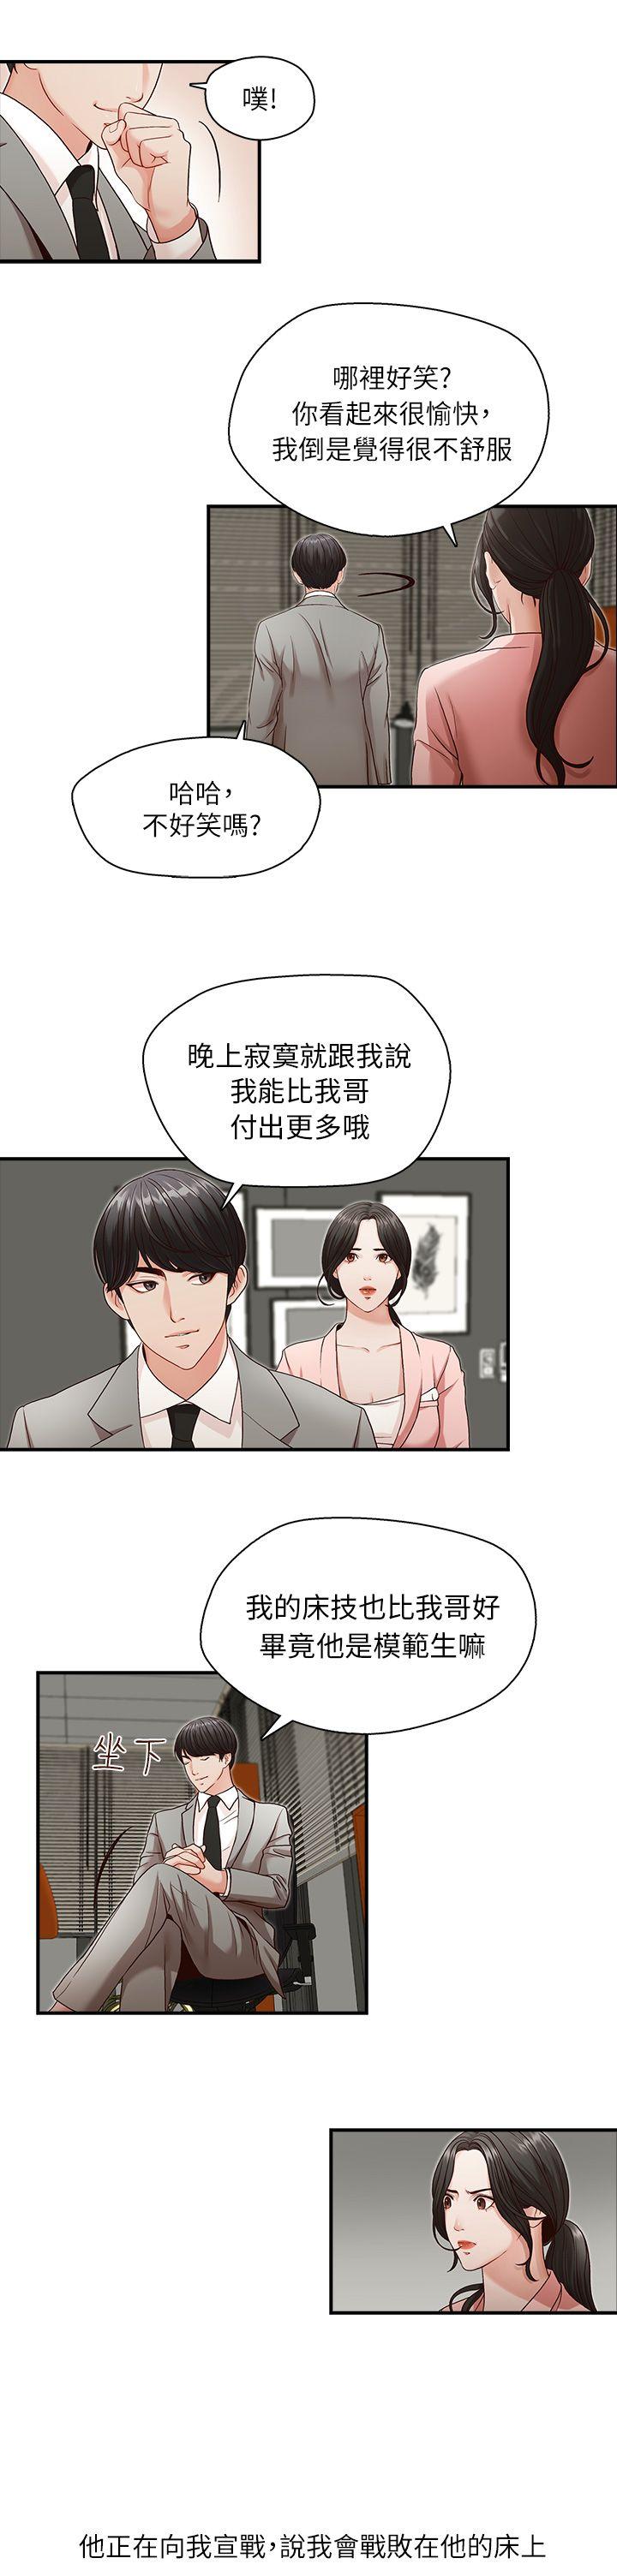 噗!
哪裡好笑?
你看起來很愉快,
我倒是覺得很不舒服
哈哈,
不好笑嗎?
晚上寂寞就跟我說
我能比我哥
付出更多哦
我的床技也比我哥好
畢竟他是模範生嘛
坐下
他正在向我宣戰,說我會戰敗在他的床上